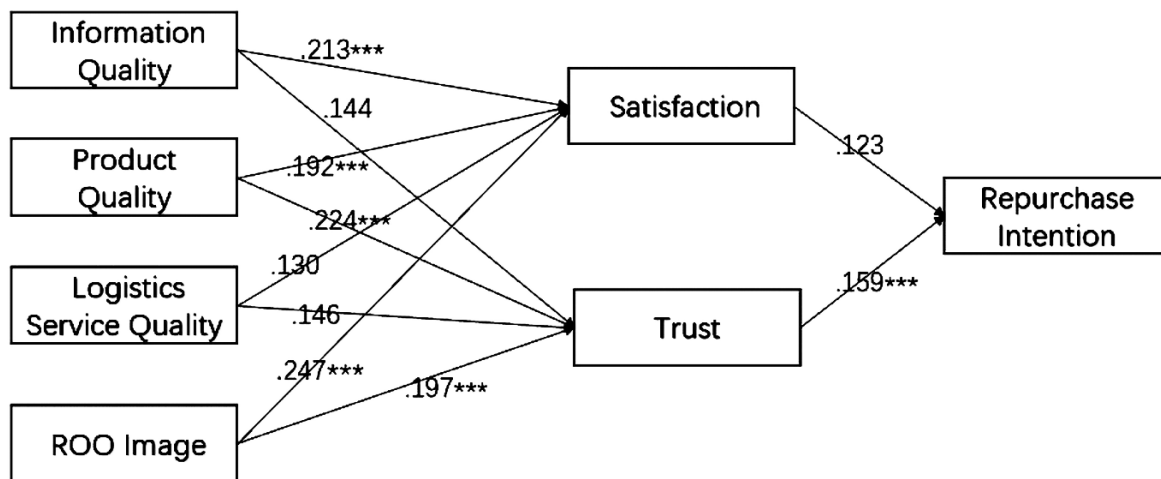 Information
Quality
.213***
.144
Satisfaction
.123
Product
Quality
.192***
.224***
Repurchase
Intention
.130
Logistics
Service Quality
.146
Trust
.159***
.247***
.197***
ROO Image